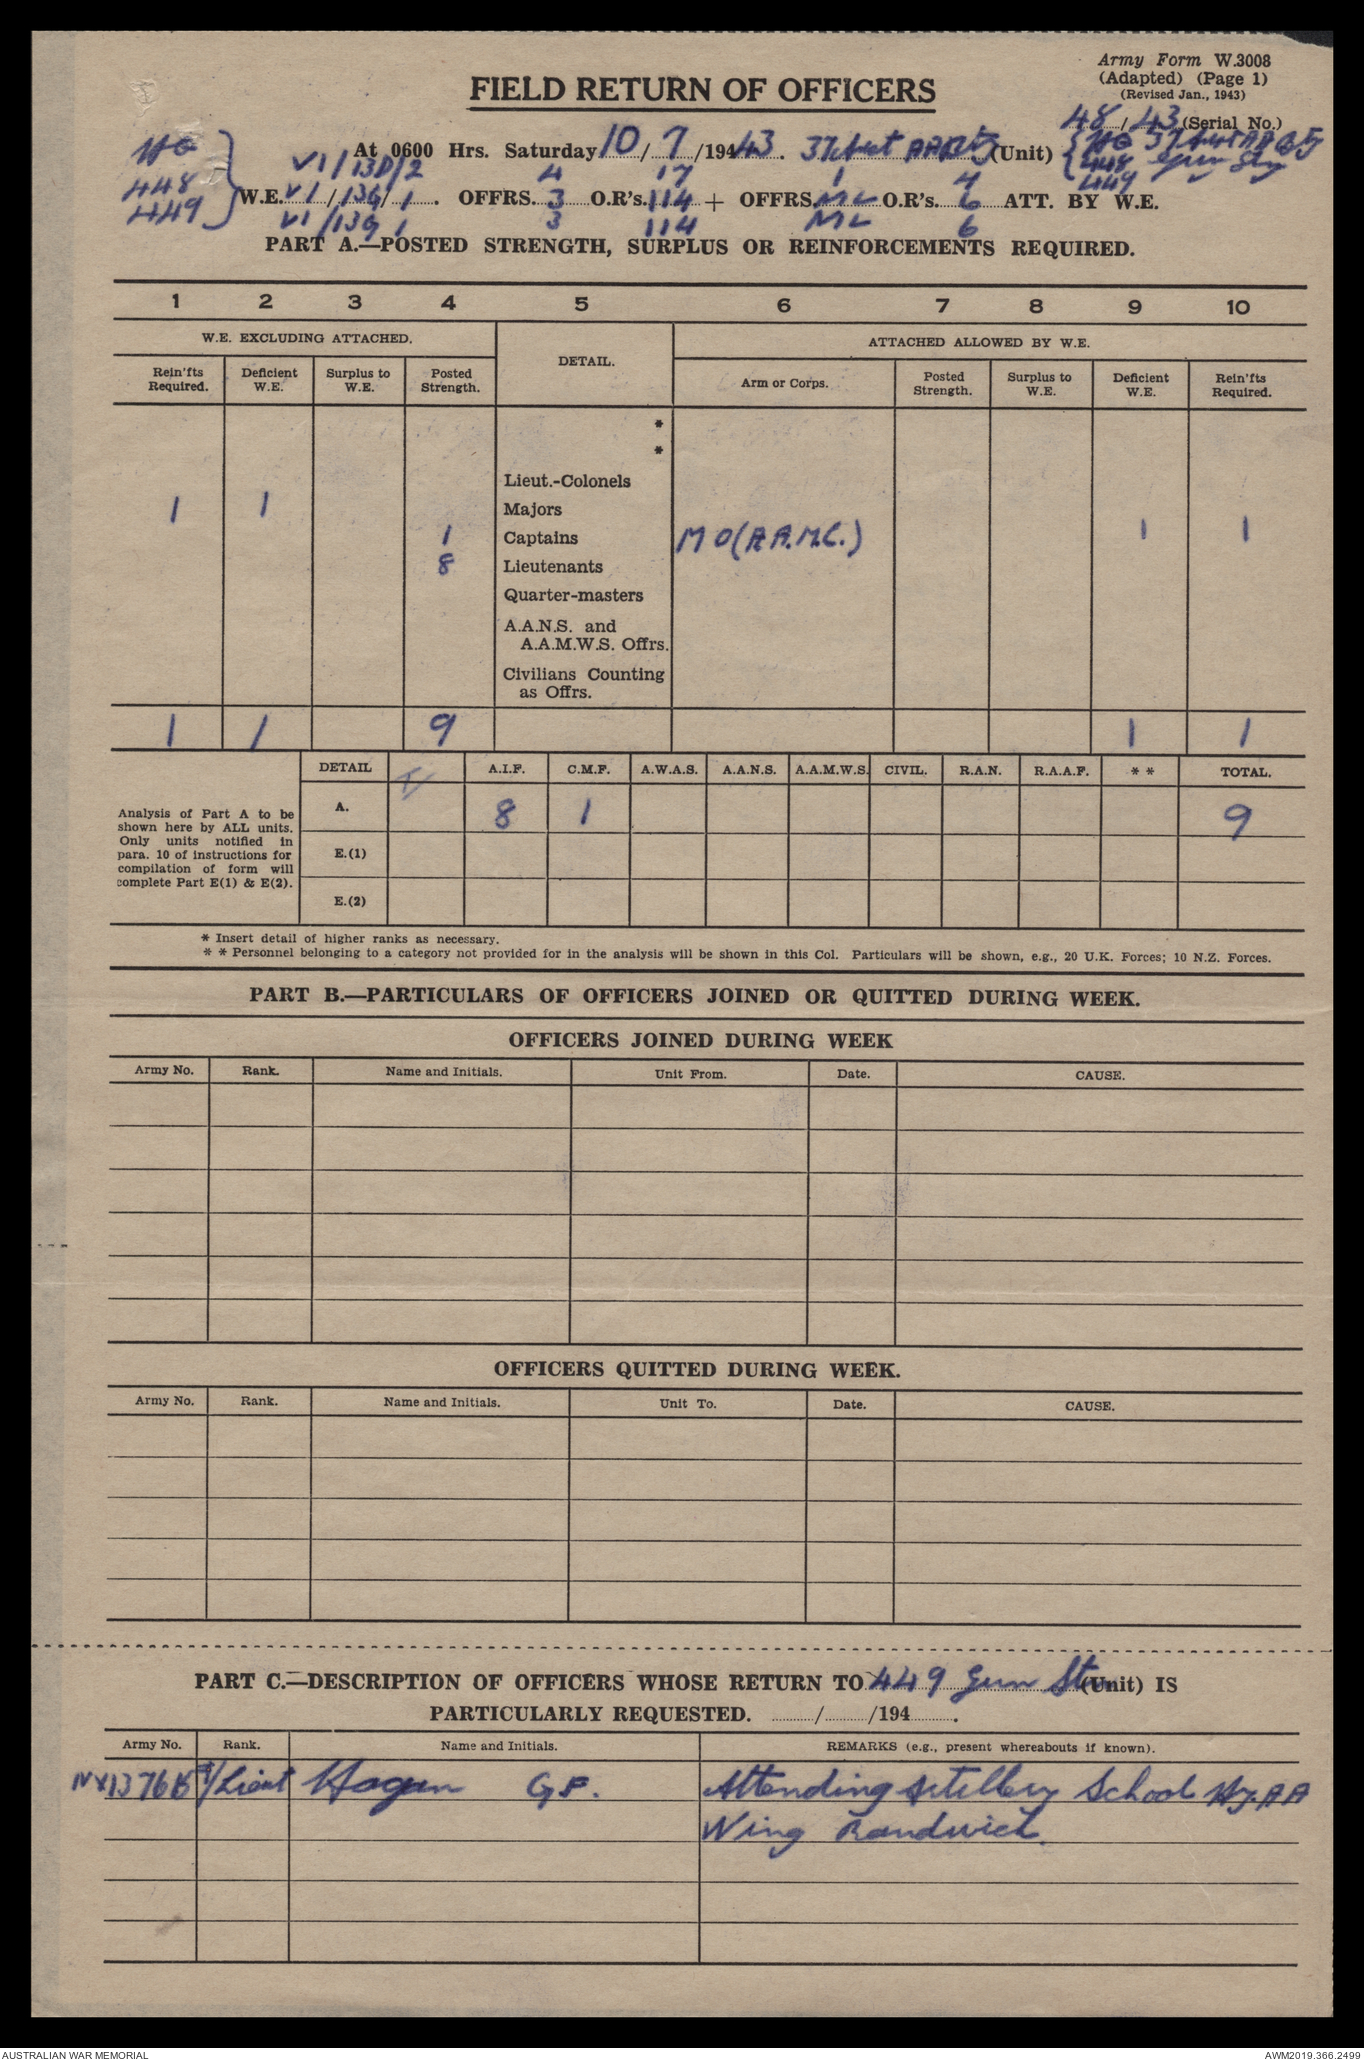 Army Form W.3008
(Adapted) (Page 1)
(Revised Jan., 1943)
FIELD RETURN OF OFFICERS
48/43 (Serial No.)
At 0600 Hrs. Saturday 10/7/1943. 37 Aust (Unit)
HQ 37 Aust
448 Gun Stn
449
HQ V1/13D/2 4 17 1 4
448 W.E. V1/13G/1. OFFRS. 3 O.R's. 114 + OFFRS. NIL O.R's. 6 ATT. BY W.E.
449 V1/13G 1 3 114 NIL 6
PART A.—POSTED STRENGTH, SURPLUS OR REINFORCEMENTS REQUIRED.
1 2 3 4 5 6 7 8 9 10
W.E. EXCLUDING ATTACHED. DETAIL. ATTACHED ALLOWED BY W.E.
Rein'fts Required. Deficient W.E. Surplus to W.E. Posted Strength. Arm or Corps. Posted Strength. Surplus to W.E. Deficient W.E. Rein'fts Required.
*
*
Lieut.-Colonels
1 1 Majors
1 Captains M O (A.A.M.C.) 1 1
8 Lieutenants
Quarter-masters
A.A.N.S. and
A.A.M.W.S. Offrs.
Civilians Counting
as Offrs.
1 1 9 1 1
DETAIL A.I.F. C.M.F. A.W.A.S. A.A.N.S. A.A.M.W.S. CIVIL. R.A.N. R.A.A.F. * * TOTAL.
A. 8 1 9
E.(1)
E.(2)
Analysis of Part A to be
shown here by ALL units.
Only units notified in
para. 10 of instructions for
compilation of form will
complete Part E(1) & E(2).
* Insert detail of higher ranks as necessary.
* * Personnel belonging to a category not provided for in the analysis will be shown in this Col. Particulars will be shown, e.g., 20 U.K. Forces; 10 N.Z. Forces.
PART B.—PARTICULARS OF OFFICERS JOINED OR QUITTED DURING WEEK.
OFFICERS JOINED DURING WEEK
Army No. Rank. Name and Initials. Unit From. Date. CAUSE.
OFFICERS QUITTED DURING WEEK.
Army No. Rank. Name and Initials. Unit To. Date. CAUSE.
PART C.—DESCRIPTION OF OFFICERS WHOSE RETURN TO 449 Gun Stn (Unit) IS
PARTICULARLY REQUESTED. ....../....../194......
Army No. Rank. Name and Initials. REMARKS (e.g., present whereabouts if known).
Lieut Hogan G.F. Attending Artillery School Hy. A A
Wing Randwick.
AUSTRALIAN WAR MEMORIAL
AWM2019.366.2499